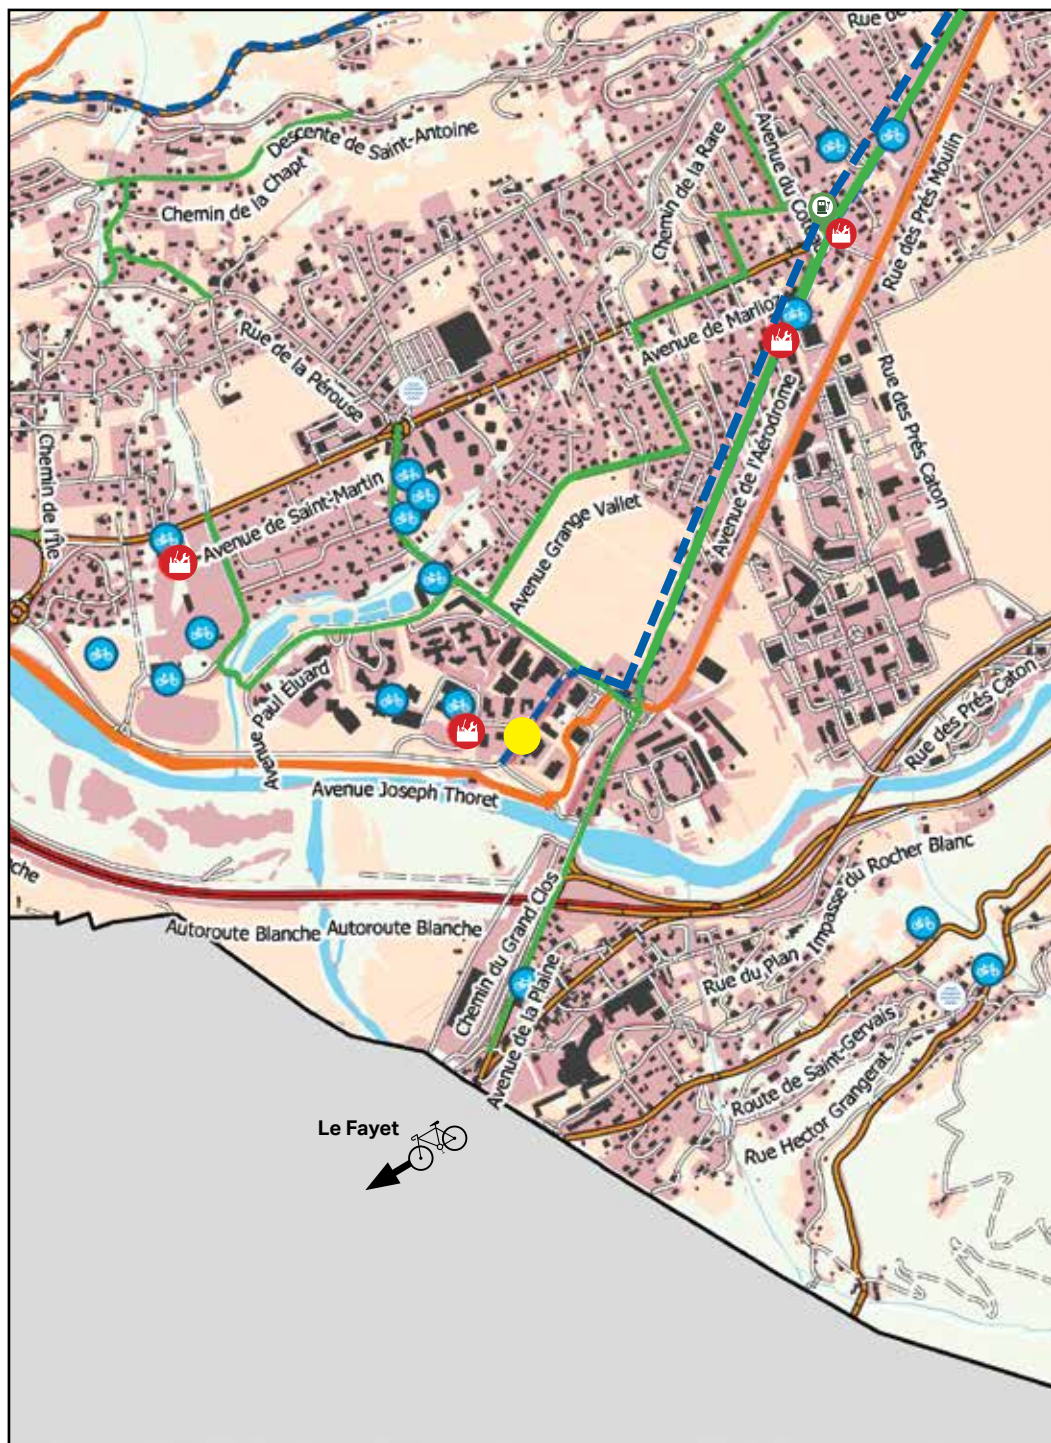 Rue de
Descente de Saint-Antoine
Chemin de la Chapt
Chemin de la Rare
Avenue du Co
Rue des Prés Moulin
Avenue de Marlioz
Rue de la Pérouse
Rue des Prés Caton
Chemin de l'Île
Avenue de Saint-Martin
Avenue de l'Aérodrome
Avenue Grange Vallet
Avenue Paul Éluard
Rue des Prés Caton
Avenue Joseph Thoret
Impasse du Rocher Blanc
che
Autoroute Blanche Autoroute Blanche
Chemin du Grand Clos
Rue du Plan
Avenue de la Plaine
Route de Saint-Gervais
Rue Hector Grangerat
Le Fayet